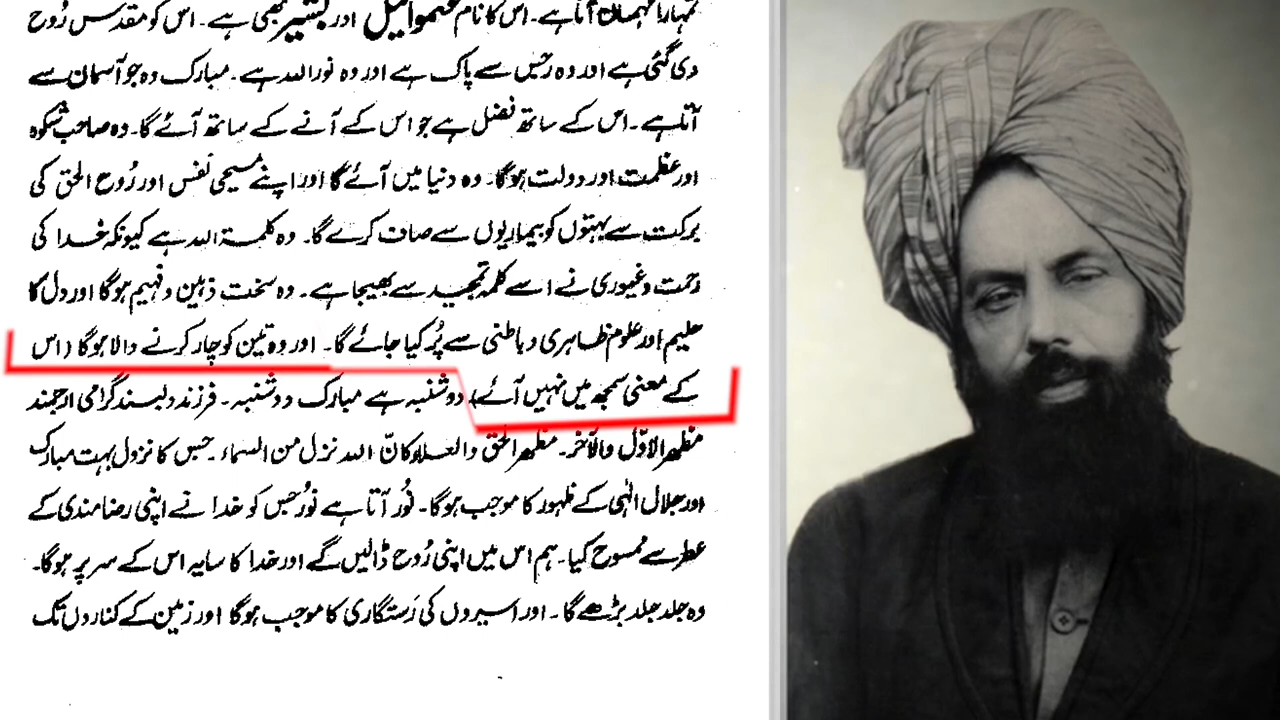 تمہارا مہمان آتا ہے۔ اس کا نام عنموائیل اور بشیر بھی ہے۔ اس کو مقدس رُوح
دی گئی ہے اور وہ رجس سے پاک ہے اور وہ نور اللہ ہے۔ مبارک وہ جو آسمان سے
آتا ہے۔ اس کے ساتھ فضل ہے جو اس کے آنے کے ساتھ آئے گا۔ وہ صاحب شکوہ
اور عظمت اور دولت ہوگا۔ وہ دنیا میں آئے گا اور اپنے مسیحی نفس اور رُوح الحق کی
برکت سے بہتوں کو بیماریوں سے صاف کرے گا۔ وہ کلمۃ اللہ ہے کیونکہ خدا کی
رحمت و غیوری نے اسے کلمہ تمجید سے بھیجا ہے۔ وہ سخت ذہین و فہیم ہوگا اور دل کا
حلیم اور علوم ظاہری و باطنی سے پُر کیا جائے گا۔ اور وہ تین کو چار کرنے والا ہوگا (اس
کے معنی سمجھ میں نہیں آئے) دو شنبہ ہے مبارک دو شنبہ۔ فرزند دلبند گرامی ارجمند
مظهر الاوّل والآخر۔ مظهر الحق والعلاء کانّ اللہ نزل من السماء۔ جس کا نزول بہت مبارک
اور جلال الٰہی کے ظہور کا موجب ہوگا۔ نُور آتا ہے نُور جس کو خدا نے اپنی رضامندی کے
عطر سے ممسوح کیا۔ ہم اس میں اپنی رُوح ڈالیں گے اور خدا کا سایہ اس کے سر پر ہوگا۔
وہ جلد جلد بڑھے گا۔ اور اسیروں کی رَستگاری کا موجب ہوگا اور زمین کے کناروں تک